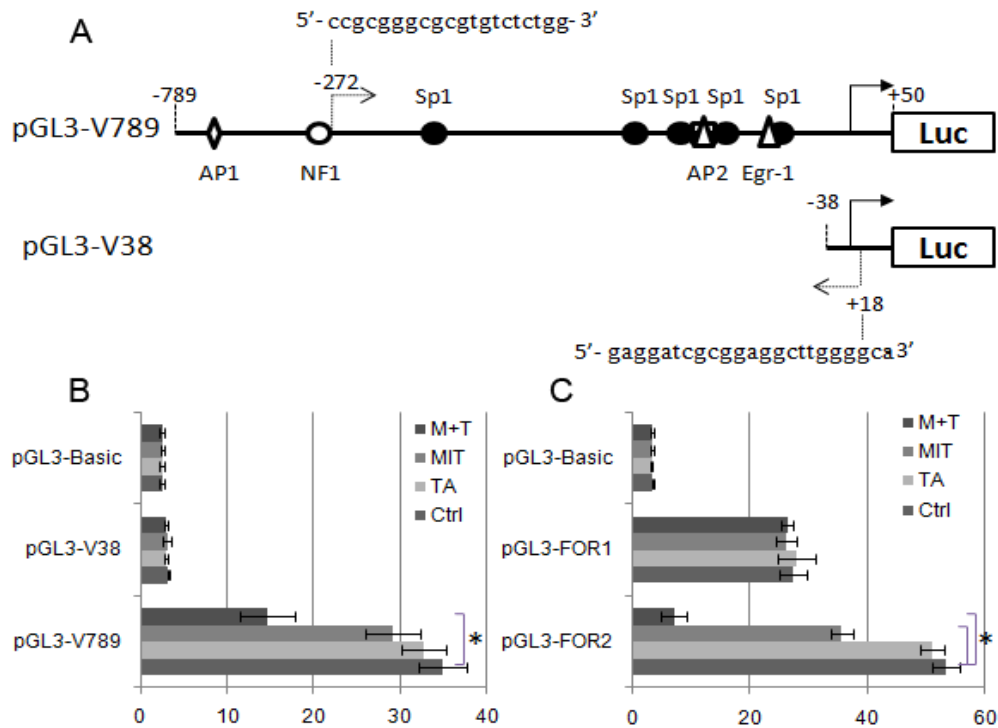 A
5′- ccgcgggcgcgtgtctctgg- 3′
-789
-272
Sp1 Sp1 Sp1 Sp1 Sp1
+50
pGL3-V789
Luc
AP1 NF1 AP2 Egr-1
-38
pGL3-V38
Luc
+18
5′- gaggatcgcggaggcttggggca 3′
B
pGL3-Basic
pGL3-V38
pGL3-V789
M+T
MIT
TA
Ctrl
*
0 10 20 30 40
C
pGL3-Basic
pGL3-FOR1
pGL3-FOR2
M+T
MIT
TA
Ctrl
*
0 20 40 60